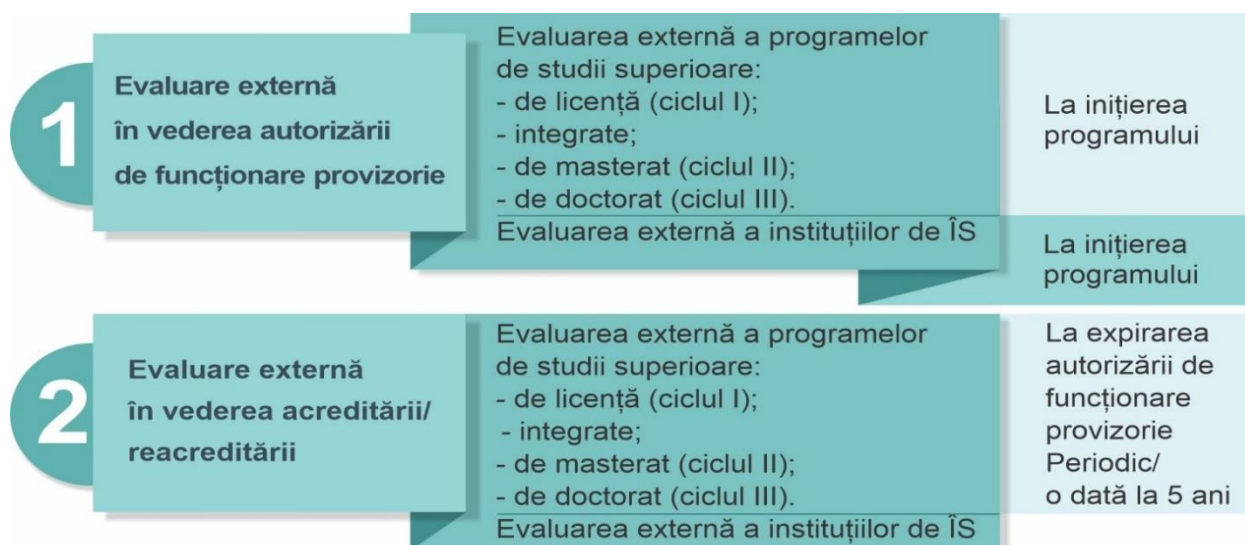 1
Evaluare externă
în vederea autorizării
de funcționare provizorie
Evaluarea externă a programelor
de studii superioare:
- de licență (ciclul I);
- integrate;
- de masterat (ciclul II);
- de doctorat (ciclul III).
Evaluarea externă a instituțiilor de ÎS
La inițierea
programului
La inițierea
programului
2
Evaluare externă
în vederea acreditării/
reacreditării
Evaluarea externă a programelor
de studii superioare:
- de licență (ciclul I);
- integrate;
- de masterat (ciclul II);
- de doctorat (ciclul III).
Evaluarea externă a instituțiilor de ÎS
La expirarea
autorizării de
funcționare
provizorie
Periodic/
o dată la 5 ani